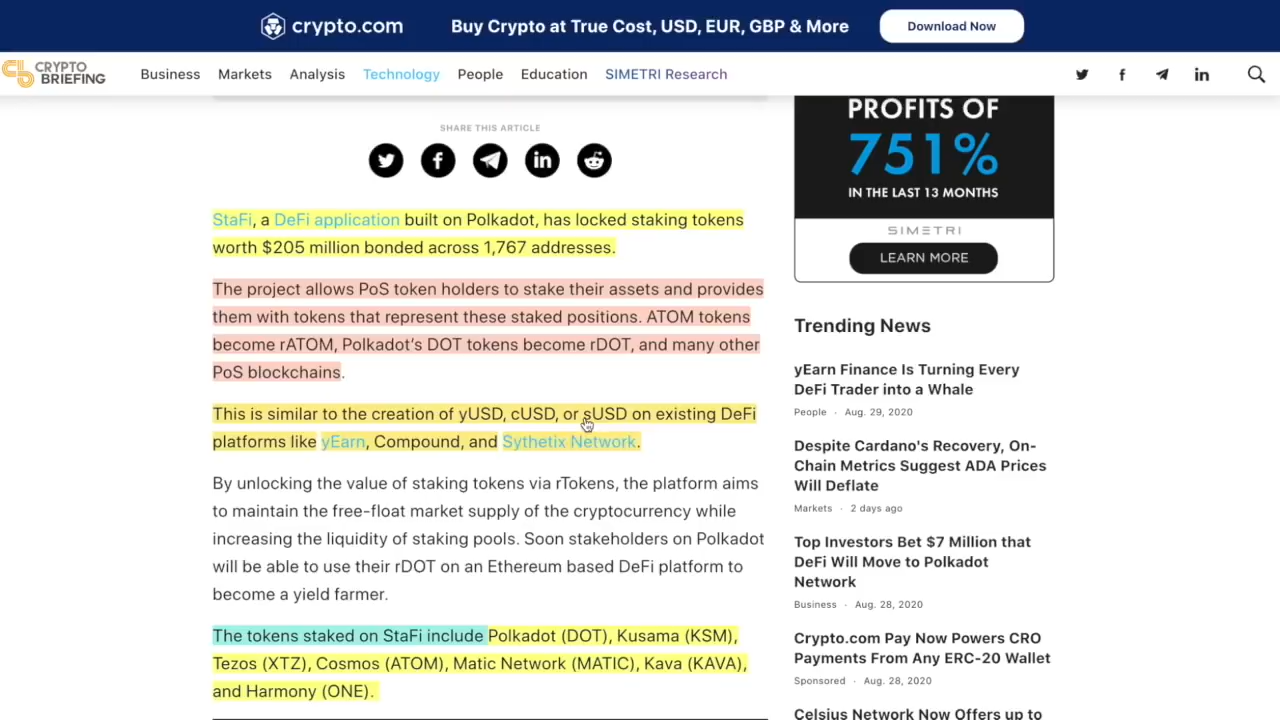 crypto.com
Buy Crypto at True Cost, USD, EUR, GBP & More
Download Now
CRYPTO
BRIEFING
Business
Markets
Analysis
Technology
People
Education
SIMETRI Research
SHARE THIS ARTICLE
StaFi, a DeFi application built on Polkadot, has locked staking tokens
worth $205 million bonded across 1,767 addresses.
The project allows PoS token holders to stake their assets and provides
them with tokens that represent these staked positions. ATOM tokens
become rATOM, Polkadot's DOT tokens become rDOT, and many other
PoS blockchains.
This is similar to the creation of yUSD, cUSD, or sUSD on existing DeFi
platforms like yEarn, Compound, and Sythetix Network.
By unlocking the value of staking tokens via rTokens, the platform aims
to maintain the free-float market supply of the cryptocurrency while
increasing the liquidity of staking pools. Soon stakeholders on Polkadot
will be able to use their rDOT on an Ethereum based DeFi platform to
become a yield farmer.
The tokens staked on StaFi include Polkadot (DOT), Kusama (KSM),
Tezos (XTZ), Cosmos (ATOM), Matic Network (MATIC), Kava (KAVA),
and Harmony (ONE).
PROFITS OF
751%
IN THE LAST 13 MONTHS
SIMETRI
LEARN MORE
Trending News
yEarn Finance Is Turning Every
DeFi Trader into a Whale
People · Aug. 29, 2020
Despite Cardano's Recovery, On-
Chain Metrics Suggest ADA Prices
Will Deflate
Markets · 2 days ago
Top Investors Bet $7 Million that
DeFi Will Move to Polkadot
Network
Business · Aug. 28, 2020
Crypto.com Pay Now Powers CRO
Payments From Any ERC-20 Wallet
Sponsored · Aug. 28, 2020
Celsius Network Now Offers up to